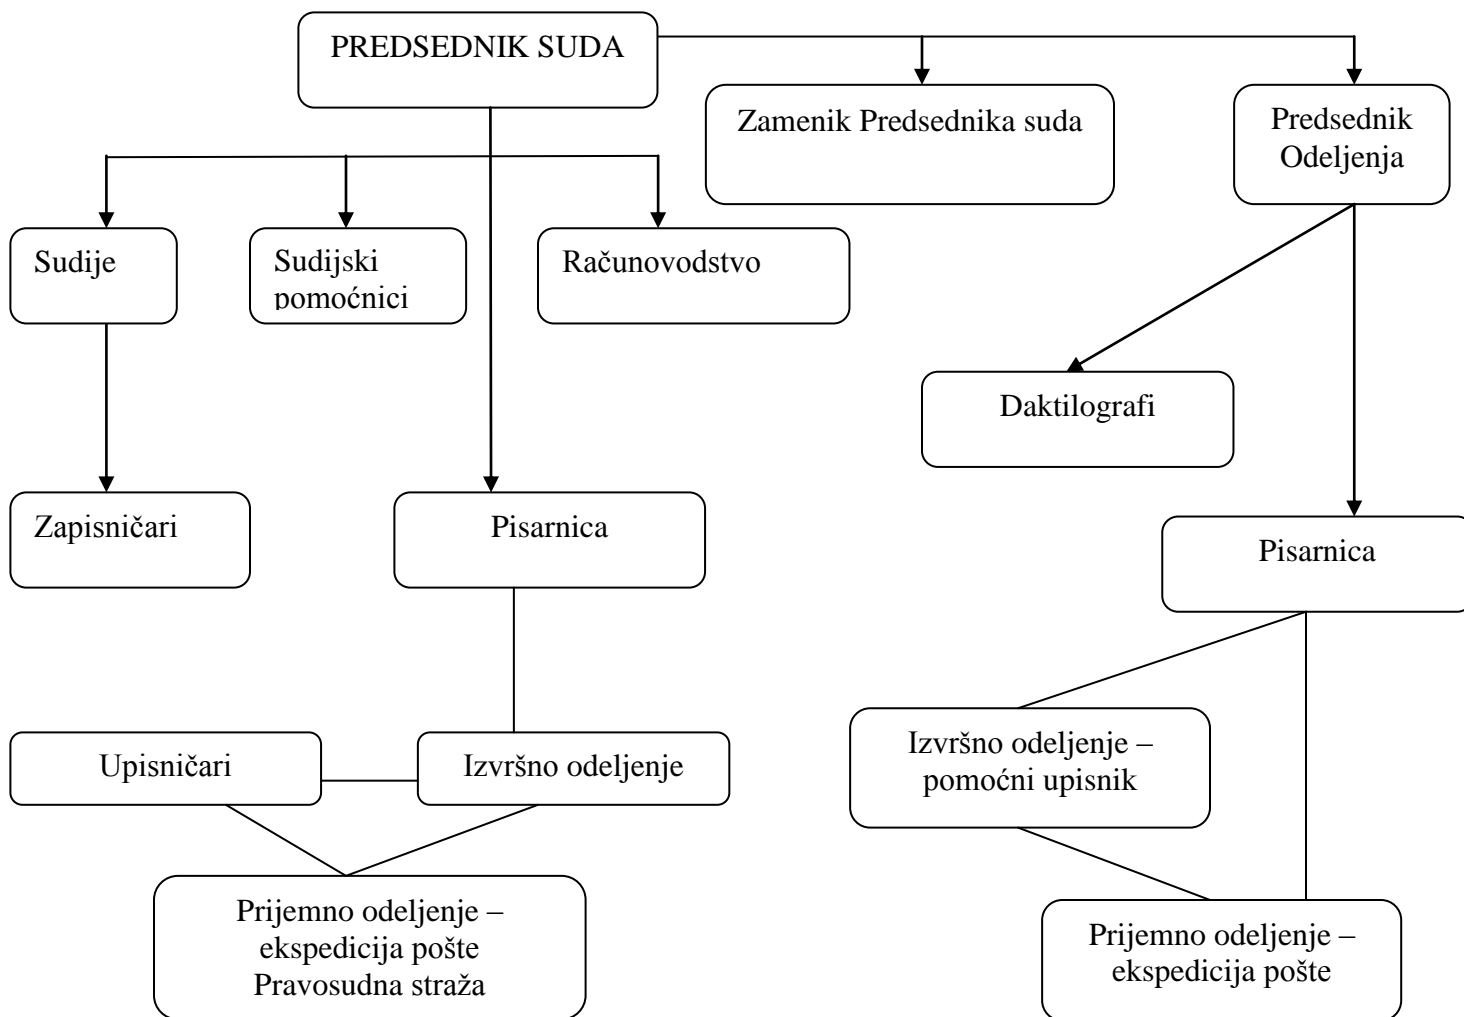 PREDSEDNIK SUDA
Zamenik Predsednika suda
Predsednik
Odeljenja
Sudije
Sudijski
pomoćnici
Računovodstvo
Daktilografi
Zapisničari
Pisarnica
Pisarnica
Upisničari
Izvršno odeljenje
Izvršno odeljenje –
pomoćni upisnik
Prijemno odeljenje –
ekspedicija pošte
Pravosudna straža
Prijemno odeljenje –
ekspedicija pošte